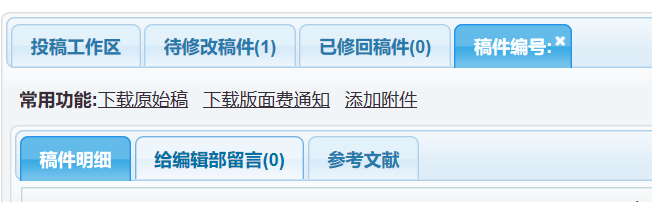 投稿工作区 待修改稿件(1) 已修回稿件(0) 稿件编号:
常用功能:下载原始稿 下载版面费通知 添加附件
稿件明细 给编辑部留言(0) 参考文献